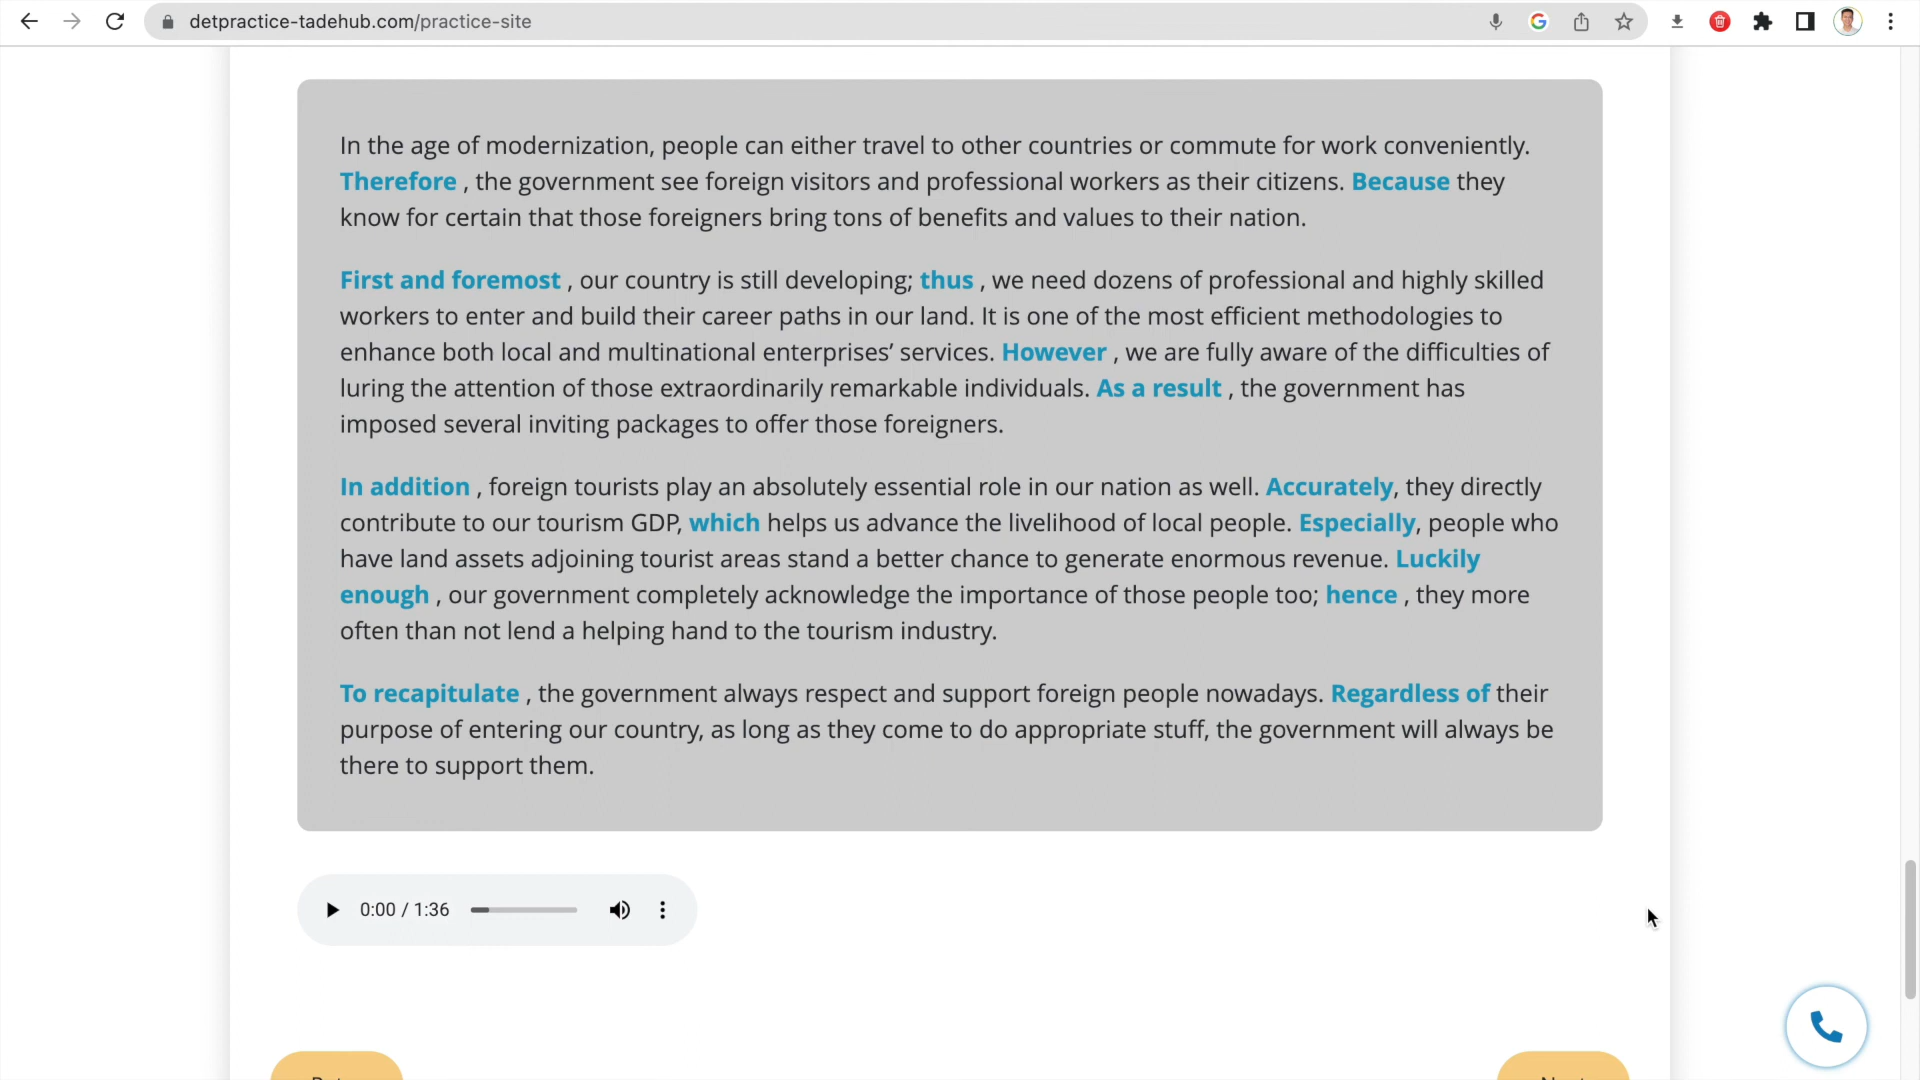 detpractice-tadehub.com/practice-site
In the age of modernization, people can either travel to other countries or commute for work conveniently.
Therefore , the government see foreign visitors and professional workers as their citizens. Because they
know for certain that those foreigners bring tons of benefits and values to their nation.
First and foremost , our country is still developing; thus , we need dozens of professional and highly skilled
workers to enter and build their career paths in our land. It is one of the most efficient methodologies to
enhance both local and multinational enterprises’ services. However , we are fully aware of the difficulties of
luring the attention of those extraordinarily remarkable individuals. As a result , the government has
imposed several inviting packages to offer those foreigners.
In addition , foreign tourists play an absolutely essential role in our nation as well. Accurately, they directly
contribute to our tourism GDP, which helps us advance the livelihood of local people. Especially, people who
have land assets adjoining tourist areas stand a better chance to generate enormous revenue. Luckily
enough , our government completely acknowledge the importance of those people too; hence , they more
often than not lend a helping hand to the tourism industry.
To recapitulate , the government always respect and support foreign people nowadays. Regardless of their
purpose of entering our country, as long as they come to do appropriate stuff, the government will always be
there to support them.
0:00 / 1:36